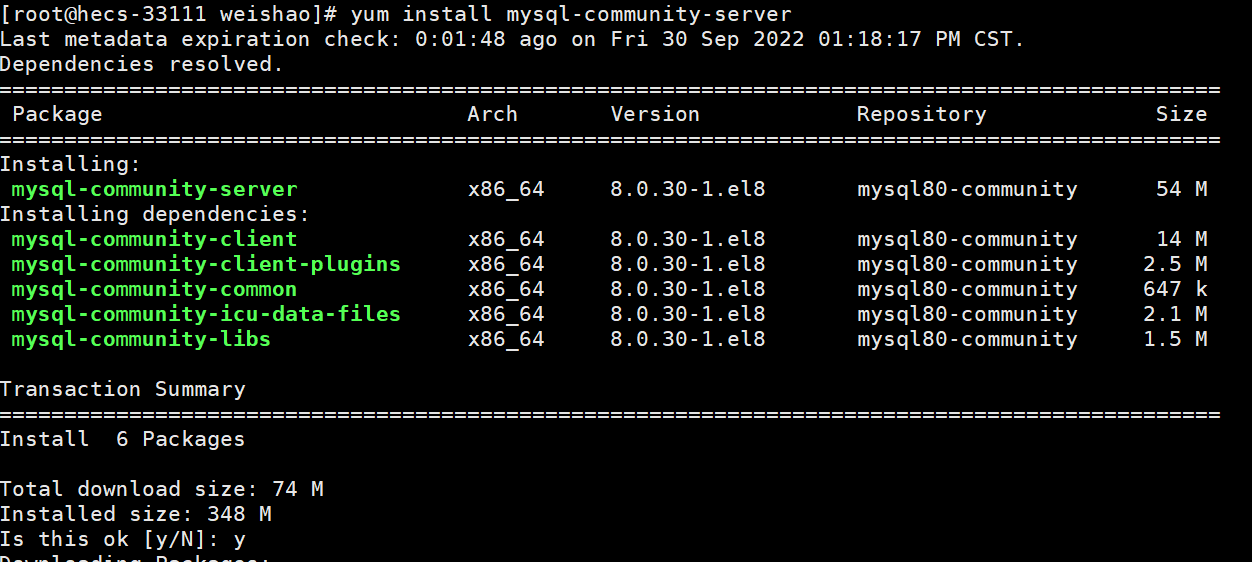 [root@hecs-33111 weishao]# yum install mysql-community-server
Last metadata expiration check: 0:01:48 ago on Fri 30 Sep 2022 01:18:17 PM CST.
Dependencies resolved.
==============================================================================================
Package Arch Version Repository Size
==============================================================================================
Installing:
mysql-community-server x86_64 8.0.30-1.el8 mysql80-community 54 M
Installing dependencies:
mysql-community-client x86_64 8.0.30-1.el8 mysql80-community 14 M
mysql-community-client-plugins x86_64 8.0.30-1.el8 mysql80-community 2.5 M
mysql-community-common x86_64 8.0.30-1.el8 mysql80-community 647 k
mysql-community-icu-data-files x86_64 8.0.30-1.el8 mysql80-community 2.1 M
mysql-community-libs x86_64 8.0.30-1.el8 mysql80-community 1.5 M
Transaction Summary
==============================================================================================
Install  6 Packages
Total download size: 74 M
Installed size: 348 M
Is this ok [y/N]: y
Downloading Packages: